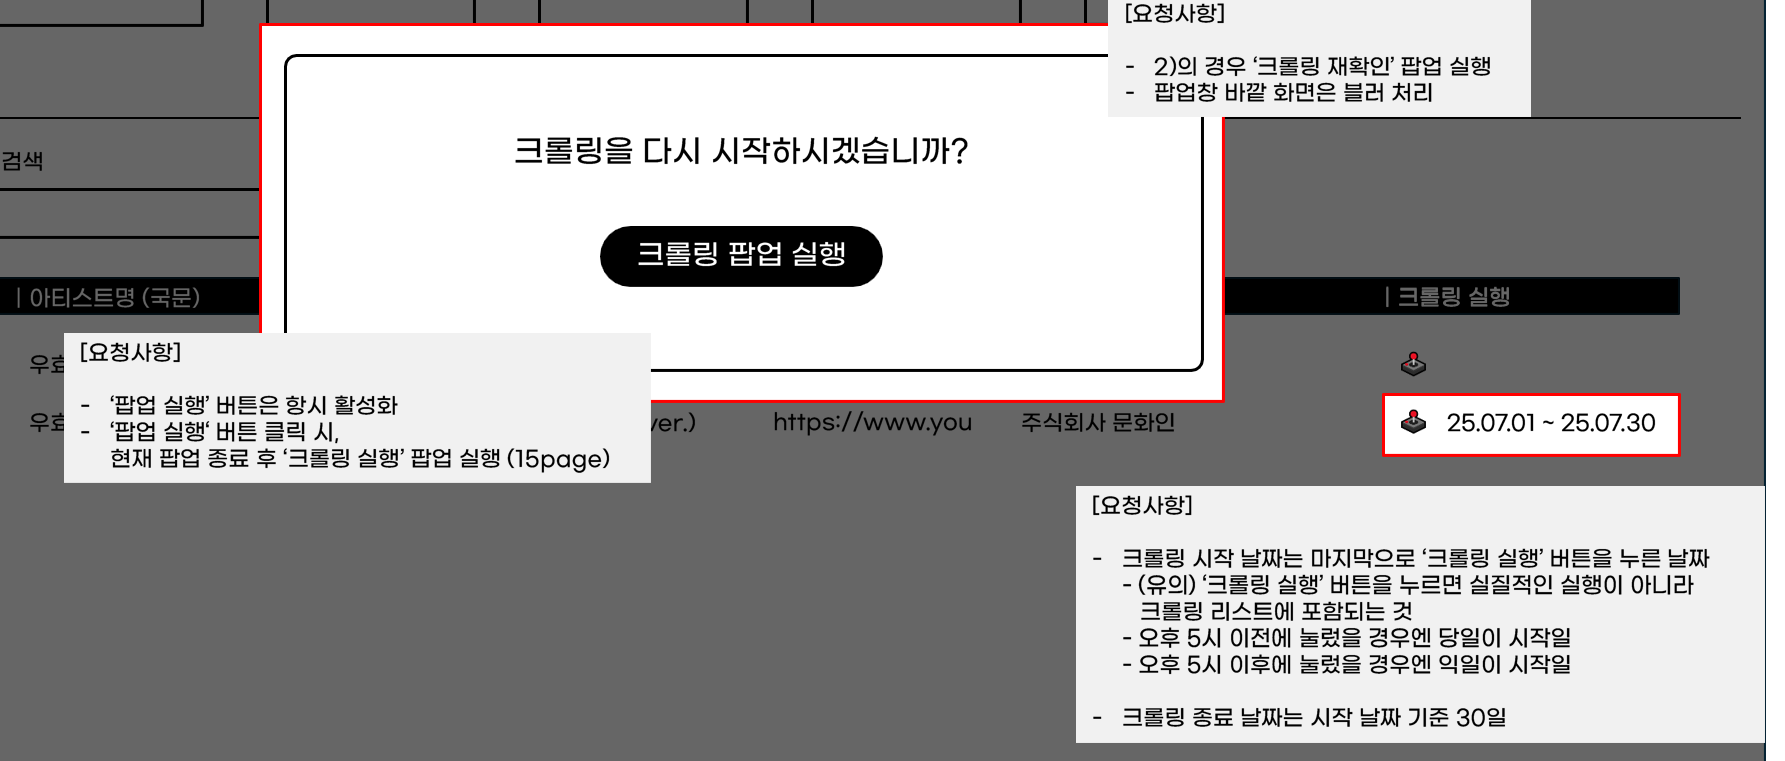 [요청사항]
- 2)의 경우 ‘크롤링 재확인’ 팝업 실행
- 팝업창 바깥 화면은 블러 처리
크롤링을 다시 시작하시겠습니까?
검색
크롤링 팝업 실행
| 아티스트명 (국문)
| 크롤링 실행
[요청사항]
- ‘팝업 실행’ 버튼은 항시 활성화
- ‘팝업 실행‘ 버튼 클릭 시,
현재 팝업 종료 후 ‘크롤링 실행’ 팝업 실행 (15page)
우효
우효
ver.)
https://www.you
주식회사 문화인
25.07.01 ~ 25.07.30
[요청사항]
- 크롤링 시작 날짜는 마지막으로 ‘크롤링 실행’ 버튼을 누른 날짜
- (유의) ‘크롤링 실행’ 버튼을 누르면 실질적인 실행이 아니라
크롤링 리스트에 포함되는 것
- 오후 5시 이전에 눌렀을 경우엔 당일이 시작일
- 오후 5시 이후에 눌렀을 경우엔 익일이 시작일
- 크롤링 종료 날짜는 시작 날짜 기준 30일